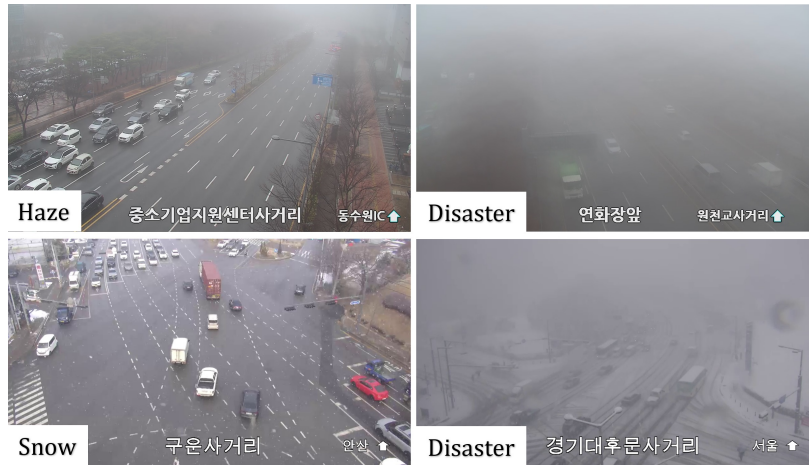 Haze
중소기업지원센터사거리
동수원IC
Disaster
연화장앞
원천교사거리
Snow
구운사거리
안산
Disaster
경기대후문사거리
서울